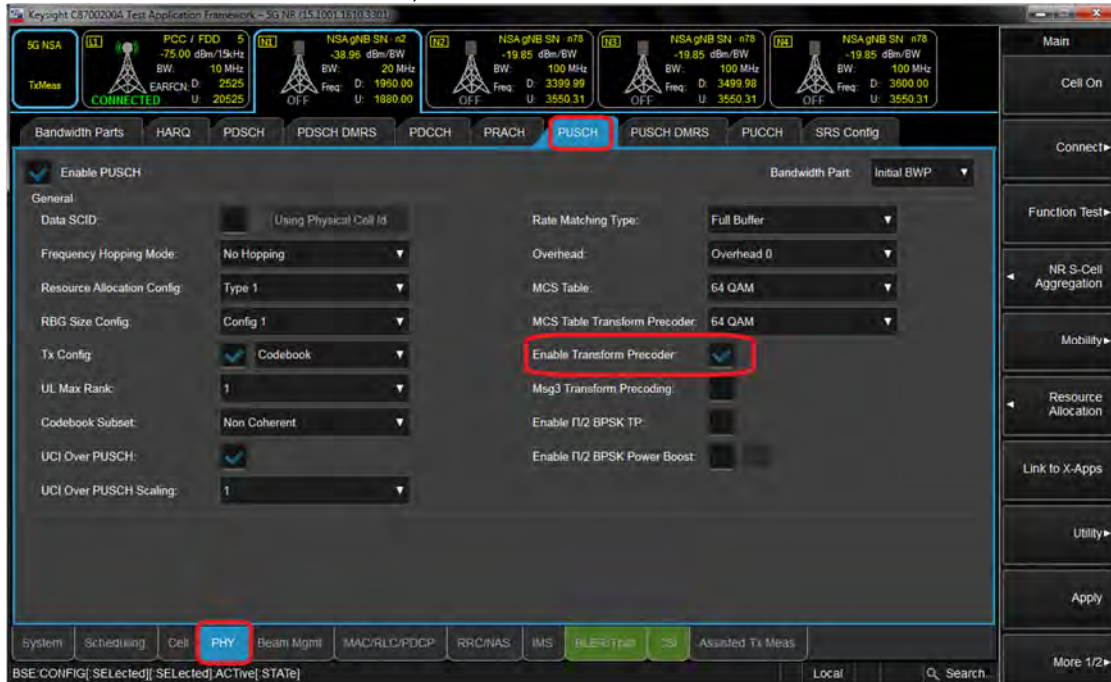 Keysight C8700200A Test Application Framework - 5G NR (15.1001.1610.3301)
5G NSA
TxMeas
L1
PCC / FDD 5
-75.00 dBm/15kHz
BW: 10 MHz
EARFCN: D: 2525
CONNECTED U: 20525
N1
NSA gNB SN - n2
-38.96 dBm/BW
BW: 20 MHz
Freq: D: 1960.00
OFF U: 1880.00
N2
NSA gNB SN - n78
-19.85 dBm/BW
BW: 100 MHz
Freq: D: 3399.99
OFF U: 3550.31
N3
NSA gNB SN - n78
-19.85 dBm/BW
BW: 100 MHz
Freq: D: 3499.98
OFF U: 3550.31
N4
NSA gNB SN n78
-19.85 dBm/BW
BW: 100 MHz
Freq: D: 3600.00
OFF U: 3550.31
Bandwidth Parts HARQ PDSCH PDSCH DMRS PDCCH PRACH PUSCH PUSCH DMRS PUCCH SRS Config
Enable PUSCH Bandwidth Part: Initial BWP
General
Data SCID: Using Physical Cell Id Rate Matching Type: Full Buffer
Frequency Hopping Mode: No Hopping Overhead: Overhead 0
Resource Allocation Config: Type 1 MCS Table: 64 QAM
RBG Size Config: Config 1 MCS Table Transform Precoder: 64 QAM
Tx Config: Codebook Enable Transform Precoder:
UL Max Rank: 1 Msg3 Transform Precoding:
Codebook Subset: Non Coherent Enable Π/2 BPSK TP:
UCI Over PUSCH: Enable Π/2 BPSK Power Boost:
UCI Over PUSCH Scaling: 1
System Scheduling Cell PHY Beam Mgmt MAC/RLC/PDCP RRC/NAS IMS BLER/Tput CSI Assisted Tx Meas
BSE:CONFIG[:SELected][:SELected]:ACTive[:STATe] Local Search...
Main
Cell On
Connect
Function Test
NR S-Cell
Aggregation
Mobility
Resource
Allocation
Link to X-Apps
Utility
Apply
More 1/2